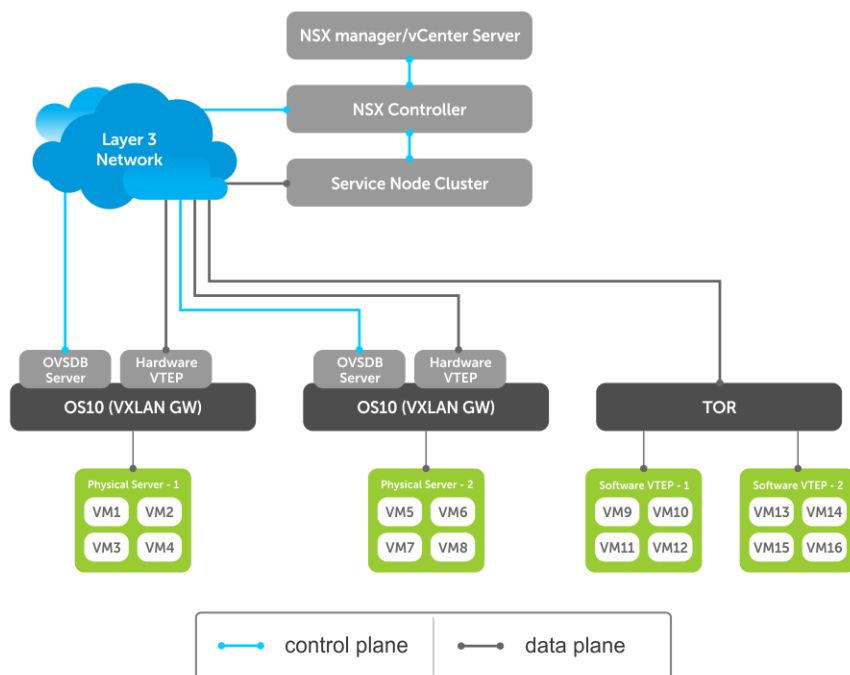 NSX manager/vCenter Server
NSX Controller
Layer 3
Network
Service Node Cluster
OVSDB
Server
Hardware
VTEP
OVSDB
Server
Hardware
VTEP
OS10 (VXLAN GW)
OS10 (VXLAN GW)
TOR
Physical Server - 1
VM1 VM2
VM3 VM4
Physical Server - 2
VM5 VM6
VM7 VM8
Software VTEP - 1
VM9 VM10
VM11 VM12
Software VTEP - 2
VM13 VM14
VM15 VM16
control plane
data plane